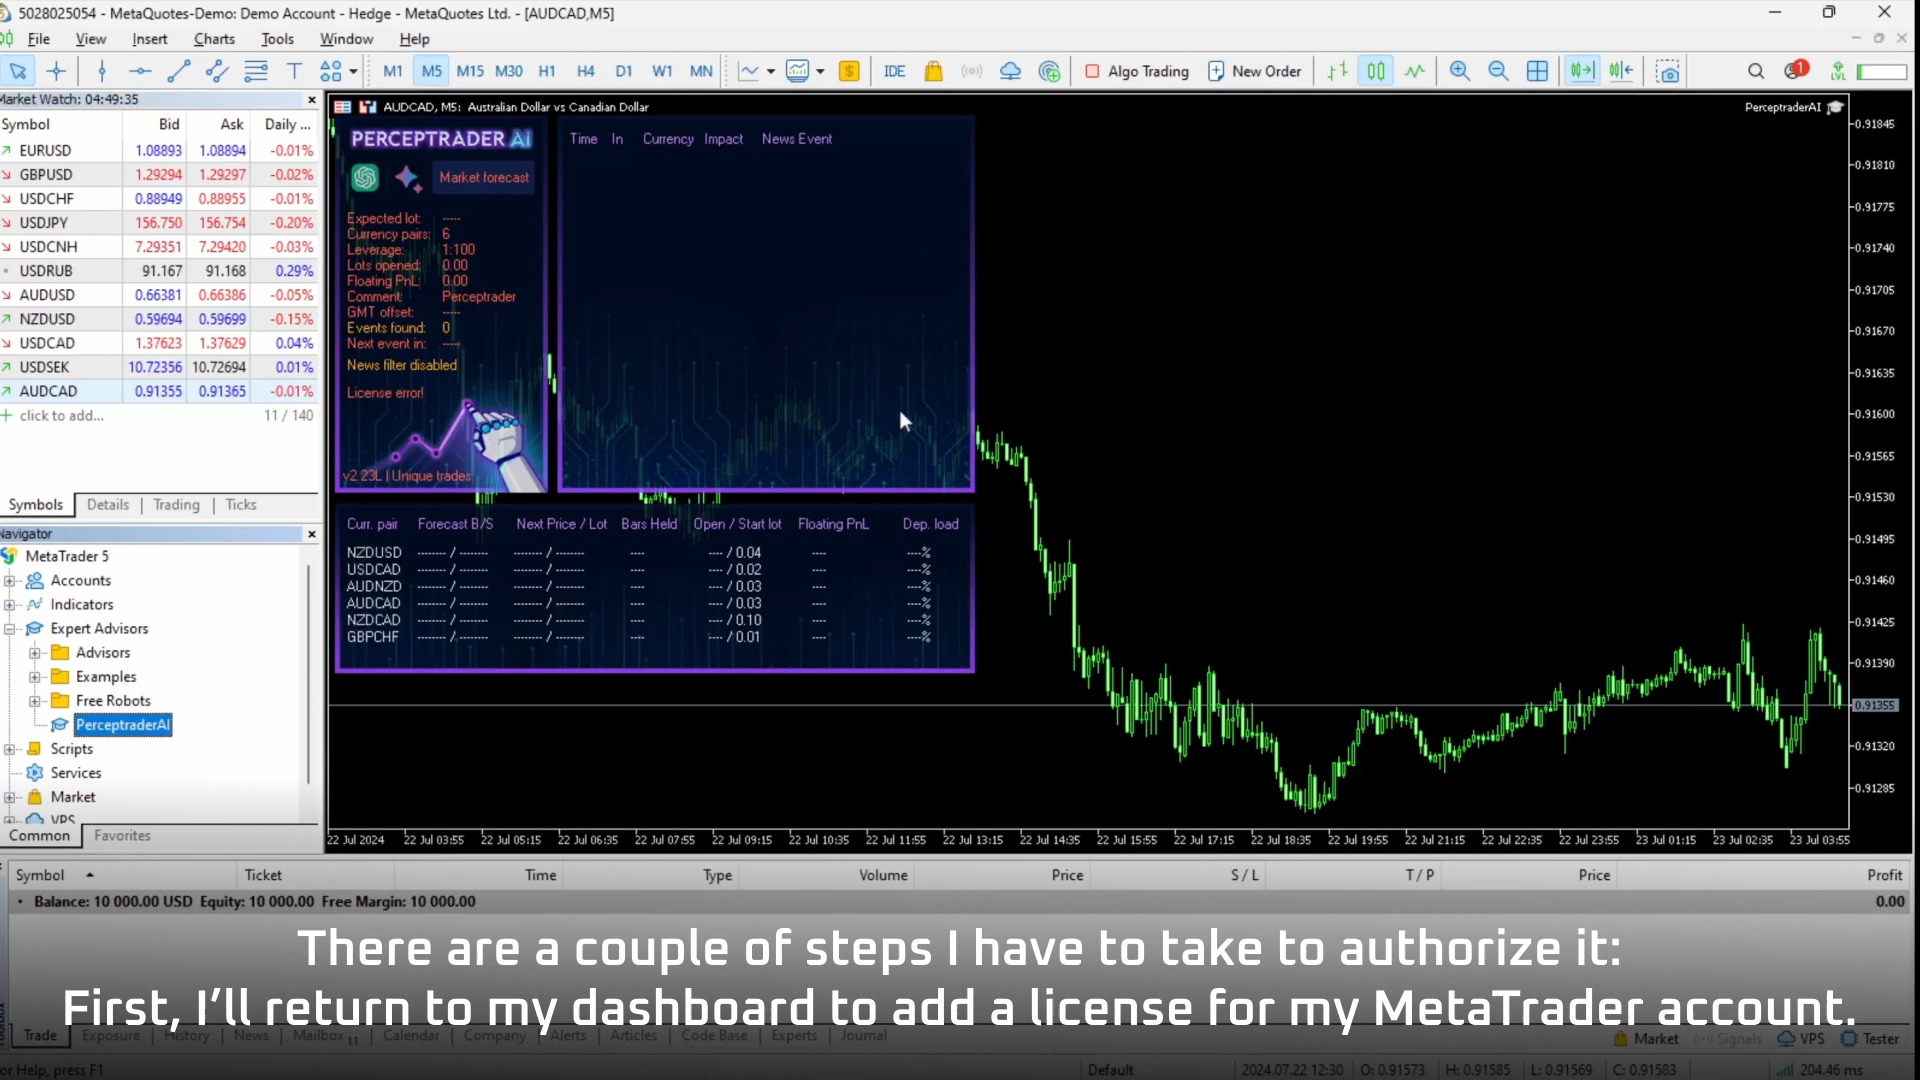 5028025054 - MetaQuotes-Demo: Demo Account - Hedge - MetaQuotes Ltd. - [AUDCAD,M5]
File View Insert Charts Tools Window Help
M1 M5 M15 M30 H1 H4 D1 W1 MN IDE Algo Trading New Order 1
Market Watch: 04:49:35
Symbol Bid Ask Daily ...
EURUSD 1.08893 1.08894 -0.01%
GBPUSD 1.29294 1.29297 -0.02%
USDCHF 0.88949 0.88955 -0.01%
USDJPY 156.750 156.754 -0.20%
USDCNH 7.29351 7.29420 -0.03%
USDRUB 91.167 91.168 0.29%
AUDUSD 0.66381 0.66386 -0.05%
NZDUSD 0.59694 0.59699 -0.15%
USDCAD 1.37623 1.37629 0.04%
USDSEK 10.72356 10.72694 0.01%
AUDCAD 0.91355 0.91365 -0.01%
click to add... 11 / 140
Symbols Details Trading Ticks
Navigator
MetaTrader 5
Accounts
Indicators
Expert Advisors
Advisors
Examples
Free Robots
PerceptraderAI
Scripts
Services
Market
VPS
Common Favorites
AUDCAD, M5: Australian Dollar vs Canadian Dollar
PerceptraderAI
PERCEPTRADER Ai
Market forecast
Expected lot: ----
Currency pairs: 6
Leverage: 1:100
Lots opened: 0.00
Floating PnL: 0.00
Comment: Perceptrader
GMT offset: ----
Events found: 0
Next event in: ----
News filter disabled
License error!
v2.23L | Unique trades
Time In Currency Impact News Event
Curr. pair Forecast B/S Next Price / Lot Bars Held Open / Start lot Floating PnL Dep. load
NZDUSD ------- / ------- ------- / ------- ---- ---- / 0.04 ---- ----%
USDCAD ------- / ------- ------- / ------- ---- ---- / 0.02 ---- ----%
AUDNZD ------- / ------- ------- / ------- ---- ---- / 0.03 ---- ----%
AUDCAD ------- / ------- ------- / ------- ---- ---- / 0.03 ---- ----%
NZDCAD ------- / ------- ------- / ------- ---- ---- / 0.10 ---- ----%
GBPCHF ------- / ------- ------- / ------- ---- ---- / 0.01 ---- ----%
0.91845
0.91810
0.91775
0.91740
0.91705
0.91670
0.91635
0.91600
0.91565
0.91530
0.91495
0.91460
0.91425
0.91390
0.91355
0.91320
0.91285
22 Jul 2024 22 Jul 03:55 22 Jul 05:15 22 Jul 06:35 22 Jul 07:55 22 Jul 09:15 22 Jul 10:35 22 Jul 11:55 22 Jul 13:15 22 Jul 14:35 22 Jul 15:55 22 Jul 17:15 22 Jul 18:35 22 Jul 19:55 22 Jul 21:15 22 Jul 22:35 22 Jul 23:55 23 Jul 01:15 23 Jul 02:35 23 Jul 03:55
Symbol Ticket Time Type Volume Price S / L T / P Price Profit
Balance: 10 000.00 USD Equity: 10 000.00 Free Margin: 10 000.00 0.00
There are a couple of steps I have to take to authorize it:
First, I'll return to my dashboard to add a license for my MetaTrader account.
Trade Exposure History News Mailbox 11 Calendar Company Alerts Articles Code Base Experts Journal Market Signals VPS Tester
or Help, press F1 Default 2024.07.22 12:30 O: 0.91573 H: 0.91585 L: 0.91569 C: 0.91583 204.46 ms